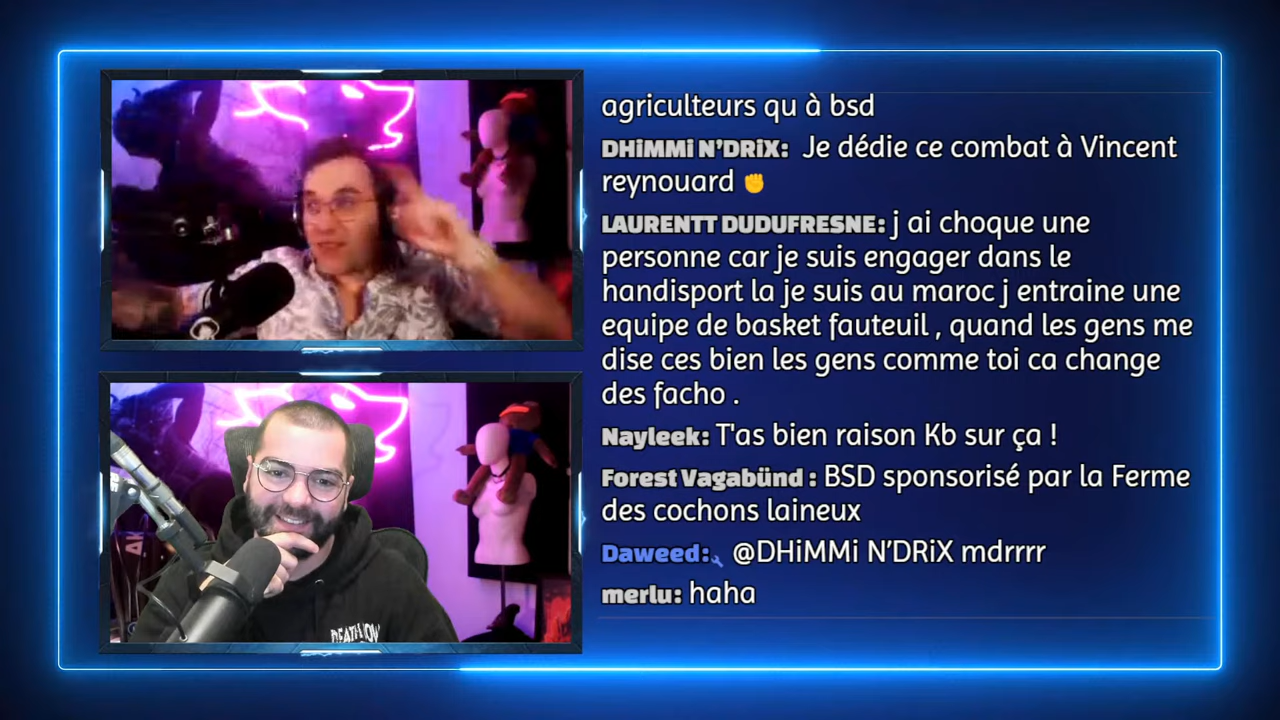 agriculteurs qu à bsd
DHiMMi N'DRiX: Je dédie ce combat à Vincent
reynouard ✊
LAURENTT DUDUFRESNE: j ai choque une
personne car je suis engager dans le
handisport la je suis au maroc j entraine une
equipe de basket fauteuil , quand les gens me
dise ces bien les gens comme toi ca change
des facho .
Nayleek: T'as bien raison Kb sur ça !
Forest Vagabünd : BSD sponsorisé par la Ferme
des cochons laineux
Daweed: @DHiMMi N'DRiX mdrrrr
merlu: haha